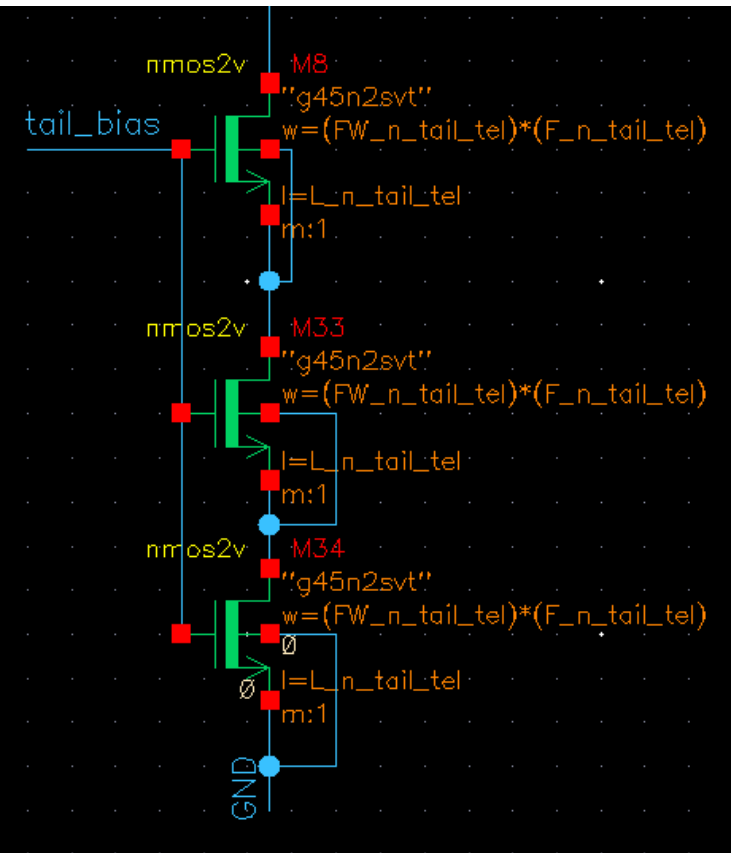 nmos2v M8
"g45n2svt"
tail_bias
w=(FW_n_tail_tel)*(F_n_tail_tel)
l=L_n_tail_tel
m:1
nmos2v M33
"g45n2svt"
w=(FW_n_tail_tel)*(F_n_tail_tel)
l=L_n_tail_tel
m:1
nmos2v M34
"g45n2svt"
w=(FW_n_tail_tel)*(F_n_tail_tel)
0
0
l=L_n_tail_tel
m:1
GND